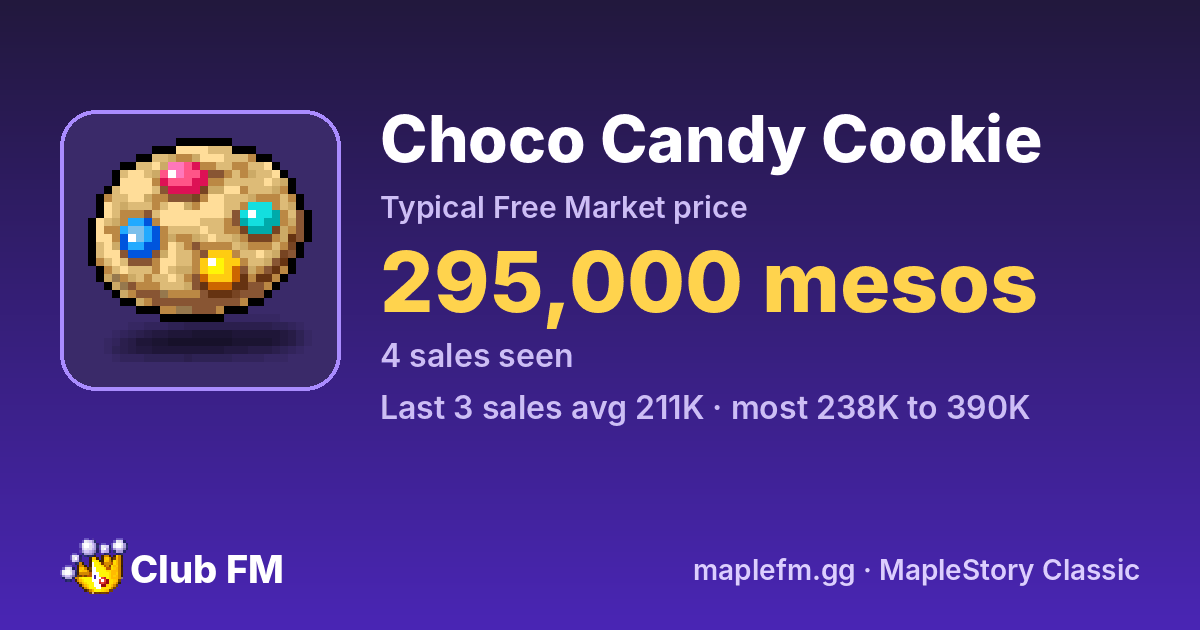 Choco Candy Cookie
Typical Free Market price
295,000 mesos
4 sales seen
Last 3 sales avg 211K · most 238K to 390K
Club FM
maplefm.gg · MapleStory Classic